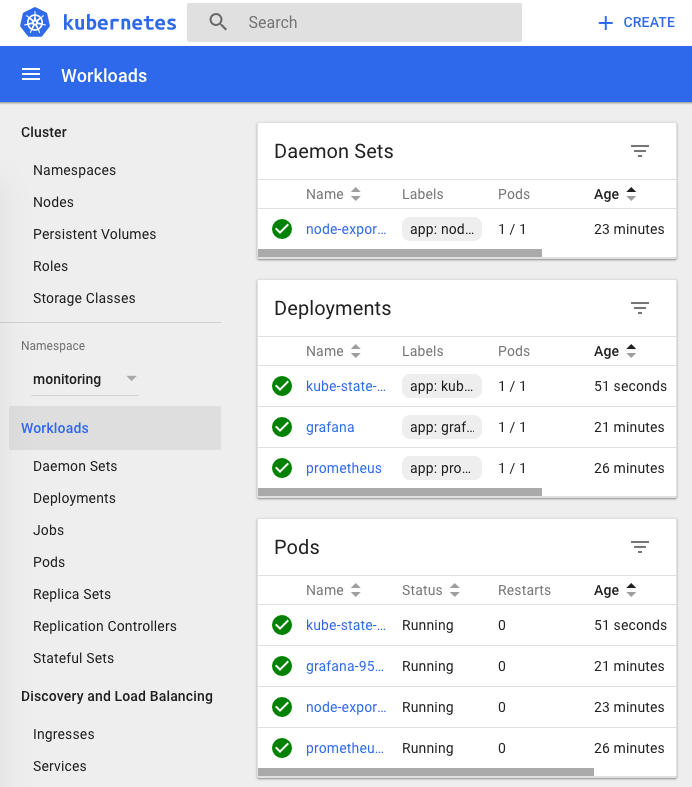 kubernetes
Search
CREATE
Workloads
Cluster
Namespaces
Nodes
Persistent Volumes
Roles
Storage Classes
Namespace
monitoring
Workloads
Daemon Sets
Deployments
Jobs
Pods
Replica Sets
Replication Controllers
Stateful Sets
Discovery and Load Balancing
Ingresses
Services
Daemon Sets
Name Labels Pods Age
node-expor... app: nod... 1 / 1 23 minutes
Deployments
Name Labels Pods Age
kube-state-... app: kub... 1 / 1 51 seconds
grafana app: graf... 1 / 1 21 minutes
prometheus app: pro... 1 / 1 26 minutes
Pods
Name Status Restarts Age
kube-state-... Running 0 51 seconds
grafana-95... Running 0 21 minutes
node-expor... Running 0 23 minutes
prometheu... Running 0 26 minutes